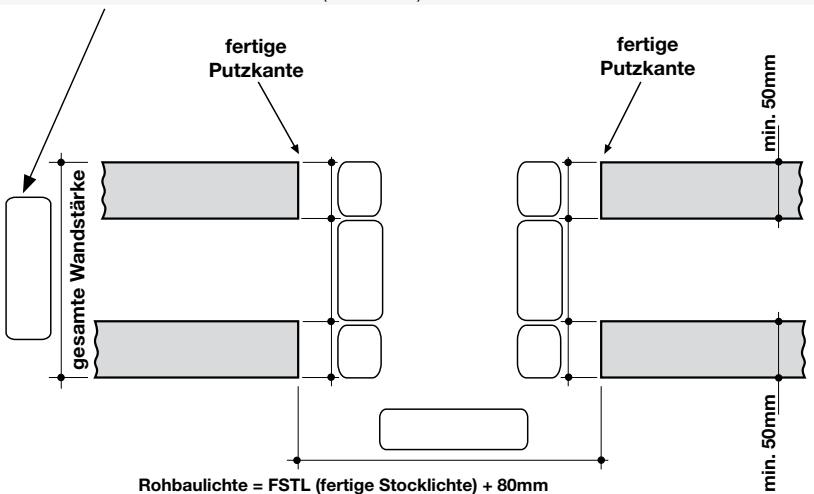 fertige
Putzkante
fertige
Putzkante
min. 50mm
gesamte Wandstärke
min. 50mm
Rohbaulichte = FSTL (fertige Stocklichte) + 80mm